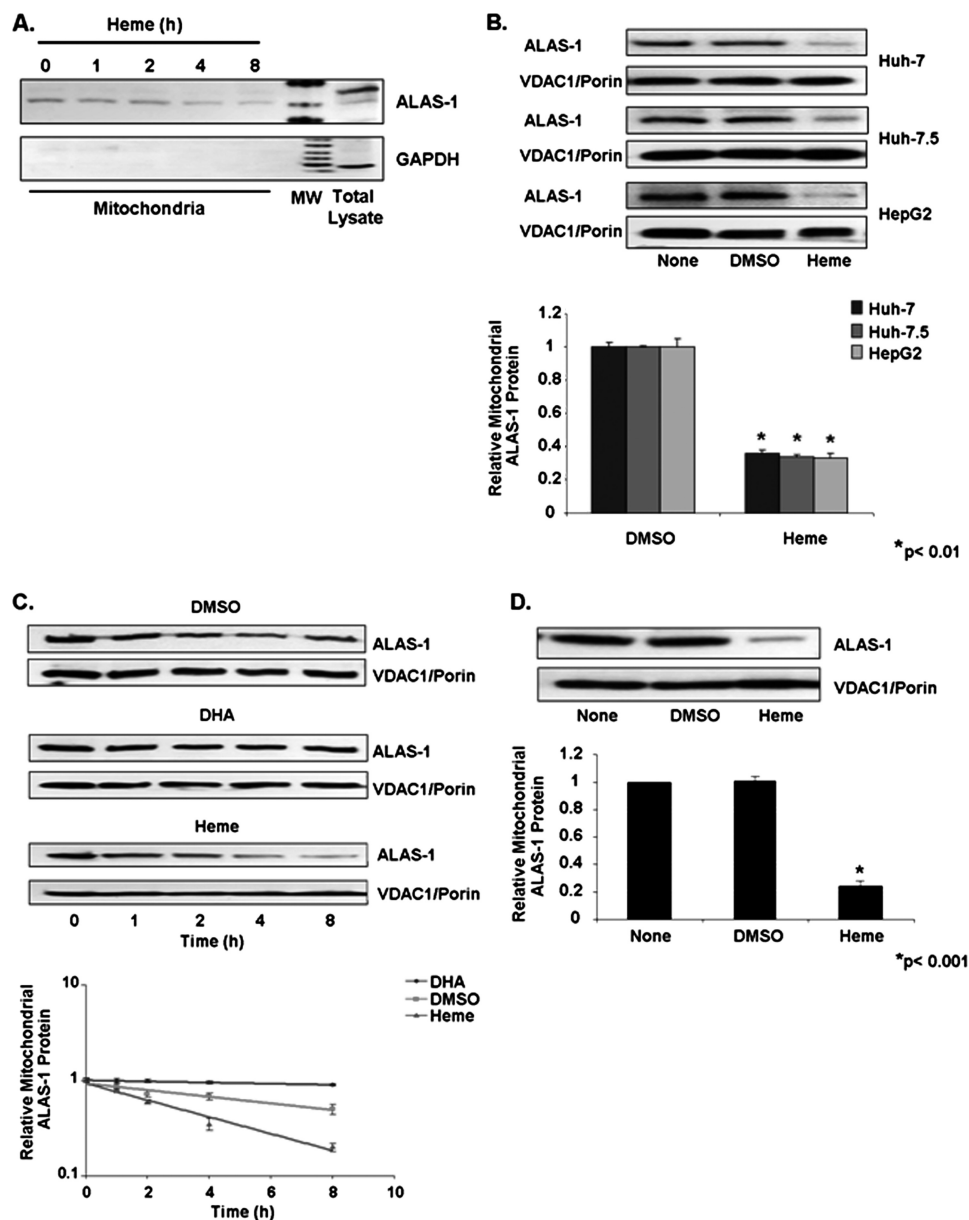 A.
Heme (h)
0 1 2 4 8
ALAS-1
GAPDH
Mitochondria
MW
Total
Lysate
B.
ALAS-1
Huh-7
VDAC1/Porin
ALAS-1
Huh-7.5
VDAC1/Porin
ALAS-1
HepG2
VDAC1/Porin
None DMSO Heme
Relative Mitochondrial
ALAS-1 Protein
1.2
1
0.8
0.6
0.4
0.2
0
Huh-7
Huh-7.5
HepG2
* * *
DMSO Heme
*p< 0.01
C.
DMSO
ALAS-1
VDAC1/Porin
DHA
ALAS-1
VDAC1/Porin
Heme
ALAS-1
VDAC1/Porin
0 1 2 4 8
Time (h)
Relative Mitochondrial
ALAS-1 Protein
10
1
0.1
DHA
DMSO
Heme
0 2 4 6 8 10
Time (h)
D.
ALAS-1
VDAC1/Porin
None DMSO Heme
Relative Mitochondrial
ALAS-1 Protein
1.2
1
0.8
0.6
0.4
0.2
0
*
None DMSO Heme
*p< 0.001